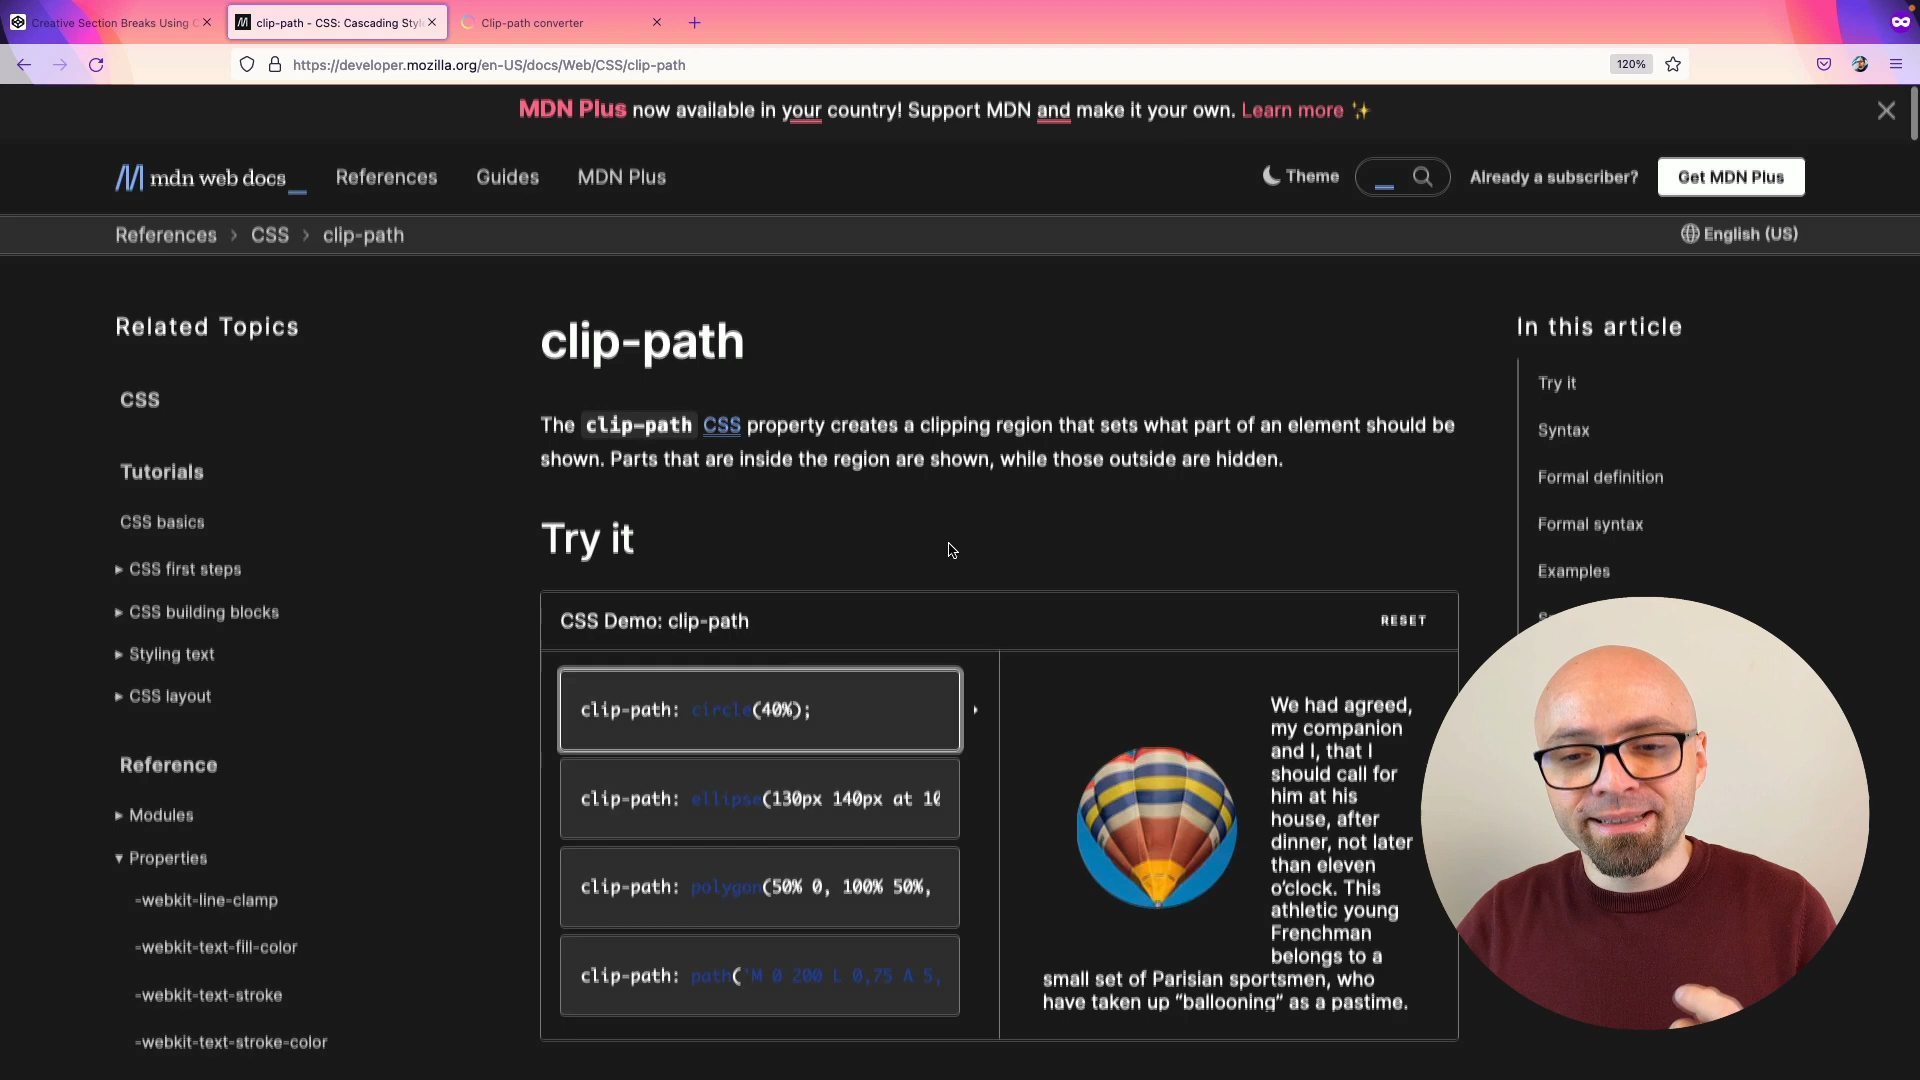 Creative Section Breaks Using C
clip-path - CSS: Cascading Style
Clip-path converter
https://developer.mozilla.org/en-US/docs/Web/CSS/clip-path
120%
MDN Plus now available in your country! Support MDN and make it your own. Learn more ✨
mdn web docs_
References
Guides
MDN Plus
Theme
Already a subscriber?
Get MDN Plus
References > CSS > clip-path
English (US)
Related Topics
CSS
Tutorials
CSS basics
CSS first steps
CSS building blocks
Styling text
CSS layout
Reference
Modules
Properties
-webkit-line-clamp
-webkit-text-fill-color
-webkit-text-stroke
-webkit-text-stroke-color
clip-path
The clip-path CSS property creates a clipping region that sets what part of an element should be
shown. Parts that are inside the region are shown, while those outside are hidden.
Try it
CSS Demo: clip-path
RESET
clip-path: circle(40%);
clip-path: ellipse(130px 140px at 10
clip-path: polygon(50% 0, 100% 50%,
clip-path: path('M 0 200 L 0,75 A 5,
We had agreed,
my companion
and I, that I
should call for
him at his
house, after
dinner, not later
than eleven
o'clock. This
athletic young
Frenchman
belongs to a
small set of Parisian sportsmen, who
have taken up “ballooning” as a pastime.
In this article
Try it
Syntax
Formal definition
Formal syntax
Examples